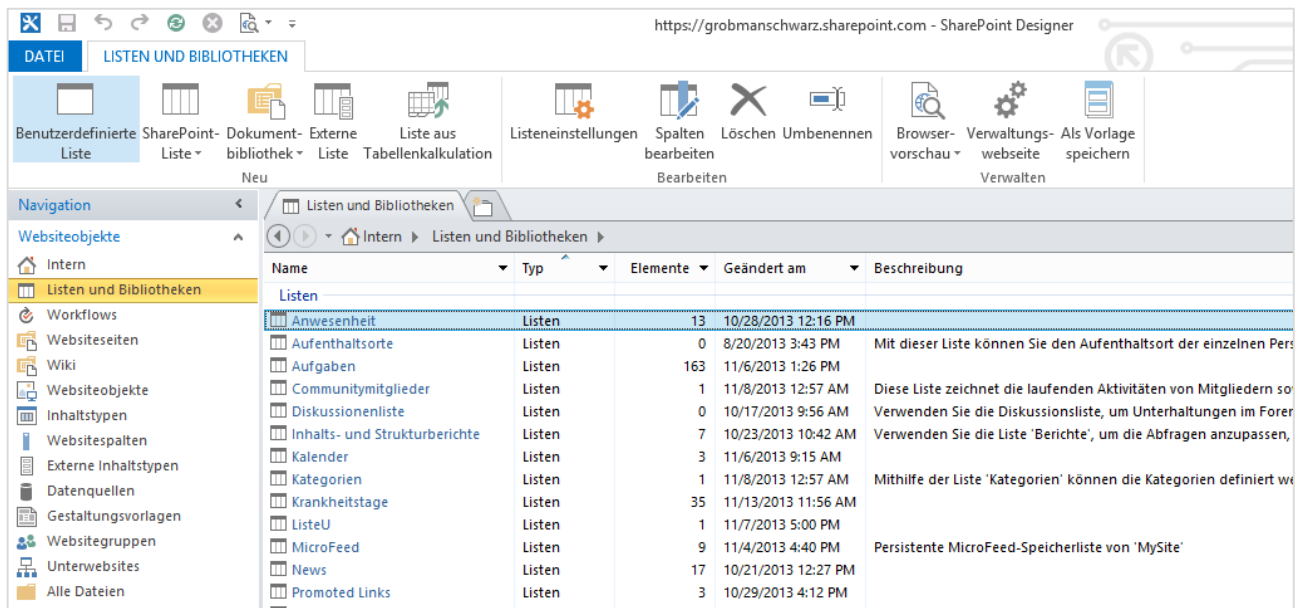 https://grobmanschwarz.sharepoint.com - SharePoint Designer
DATEI LISTEN UND BIBLIOTHEKEN
Benutzerdefinierte Liste
SharePoint-Liste
Dokument-bibliothek
Externe Liste
Liste aus Tabellenkalkulation
Listeneinstellungen
Spalten bearbeiten
Löschen
Umbenennen
Browser-vorschau
Verwaltungs-webseite
Als Vorlage speichern
Neu Bearbeiten Verwalten
Navigation
Websiteobjekte
Intern
Listen und Bibliotheken
Workflows
Websiteseiten
Wiki
Websiteobjekte
Inhaltstypen
Websitespalten
Externe Inhaltstypen
Datenquellen
Gestaltungsvorlagen
Websitegruppen
Unterwebsites
Alle Dateien
Listen und Bibliotheken
Intern Listen und Bibliotheken
Name Typ Elemente Geändert am Beschreibung
Listen
Anwesenheit Listen 13 10/28/2013 12:16 PM
Aufenthaltsorte Listen 0 8/20/2013 3:43 PM Mit dieser Liste können Sie den Aufenthaltsort der einzelnen Pers
Aufgaben Listen 163 11/6/2013 1:26 PM
Communitymitglieder Listen 1 11/8/2013 12:57 AM Diese Liste zeichnet die laufenden Aktivitäten von Mitgliedern so
Diskussionenliste Listen 0 10/17/2013 9:56 AM Verwenden Sie die Diskussionsliste, um Unterhaltungen im Forer
Inhalts- und Strukturberichte Listen 7 10/23/2013 10:42 AM Verwenden Sie die Liste 'Berichte', um die Abfragen anzupassen,
Kalender Listen 3 11/6/2013 9:15 AM
Kategorien Listen 1 11/8/2013 12:57 AM Mithilfe der Liste 'Kategorien' können die Kategorien definiert we
Krankheitstage Listen 35 11/13/2013 11:56 AM
ListeU Listen 1 11/7/2013 5:00 PM
MicroFeed Listen 9 11/4/2013 4:40 PM Persistente MicroFeed-Speicherliste von 'MySite'
News Listen 17 10/21/2013 12:27 PM
Promoted Links Listen 3 10/29/2013 4:12 PM